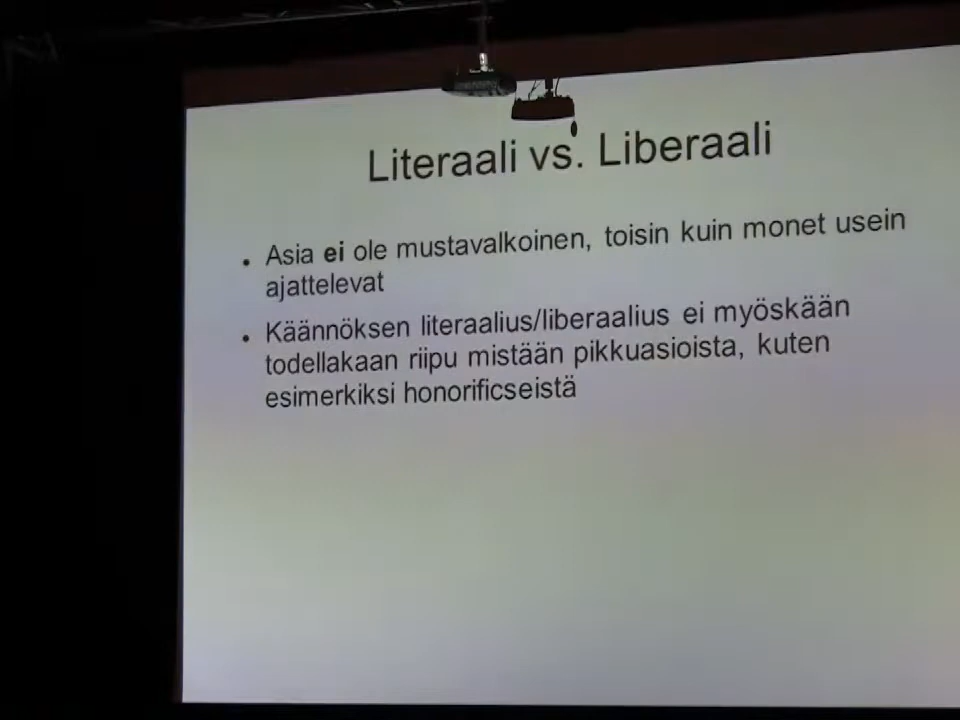 Literaali vs. Liberaali
• Asia ei ole mustavalkoinen, toisin kuin monet usein
ajattelevat
• Käännöksen literaalius/liberaalius ei myöskään
todellakaan riipu mistään pikkuasioista, kuten
esimerkiksi honorificseistä